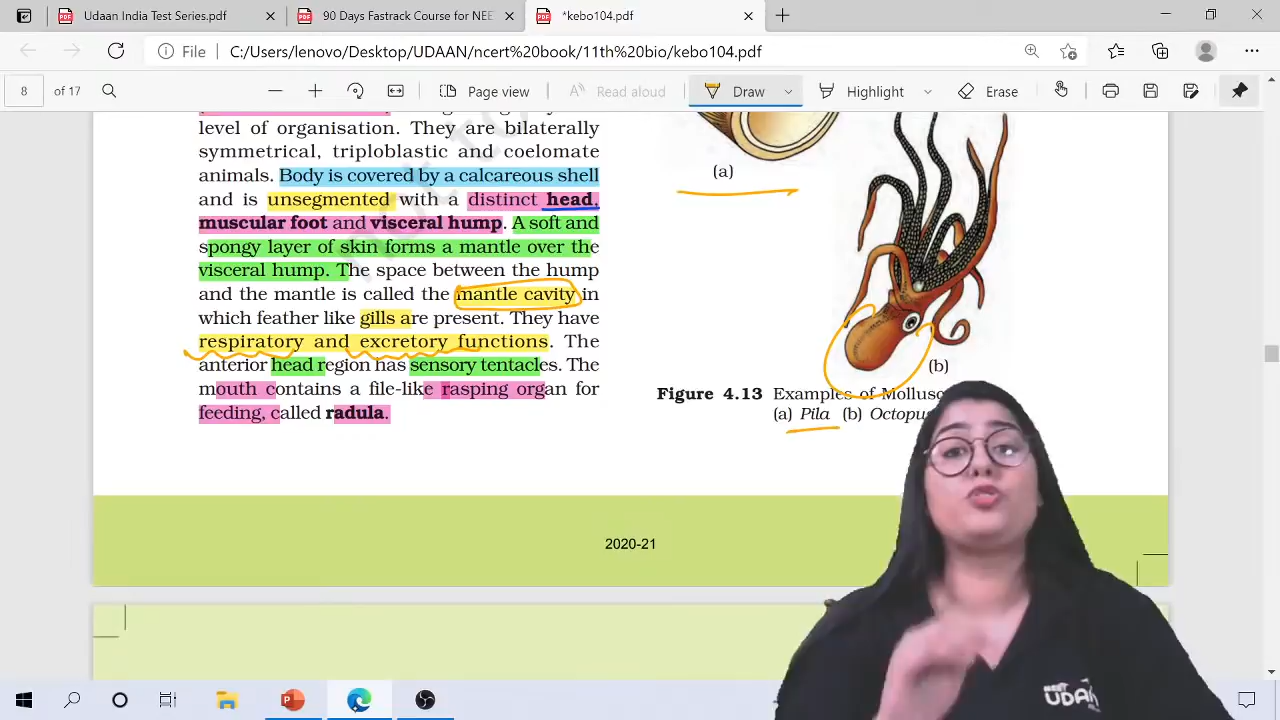 Udaan India Test Series.pdf
90 Days Fastrack Course for NEE
*kebo104.pdf
File
C:/Users/lenovo/Desktop/UDAAN/ncert%20book/11th%20bio/kebo104.pdf
8 of 17
Page view
Read aloud
Draw
Highlight
Erase
level of organisation. They are bilaterally
symmetrical, triploblastic and coelomate
animals. Body is covered by a calcareous shell
and is unsegmented with a distinct head,
muscular foot and visceral hump. A soft and
spongy layer of skin forms a mantle over the
visceral hump. The space between the hump
and the mantle is called the mantle cavity in
which feather like gills are present. They have
respiratory and excretory functions. The
anterior head region has sensory tentacles. The
mouth contains a file-like rasping organ for
feeding, called radula.
(a)
(b)
Figure 4.13 Examples of Mollusc
(a) Pila (b) Octopu
2020-21
NEET
UDAAN